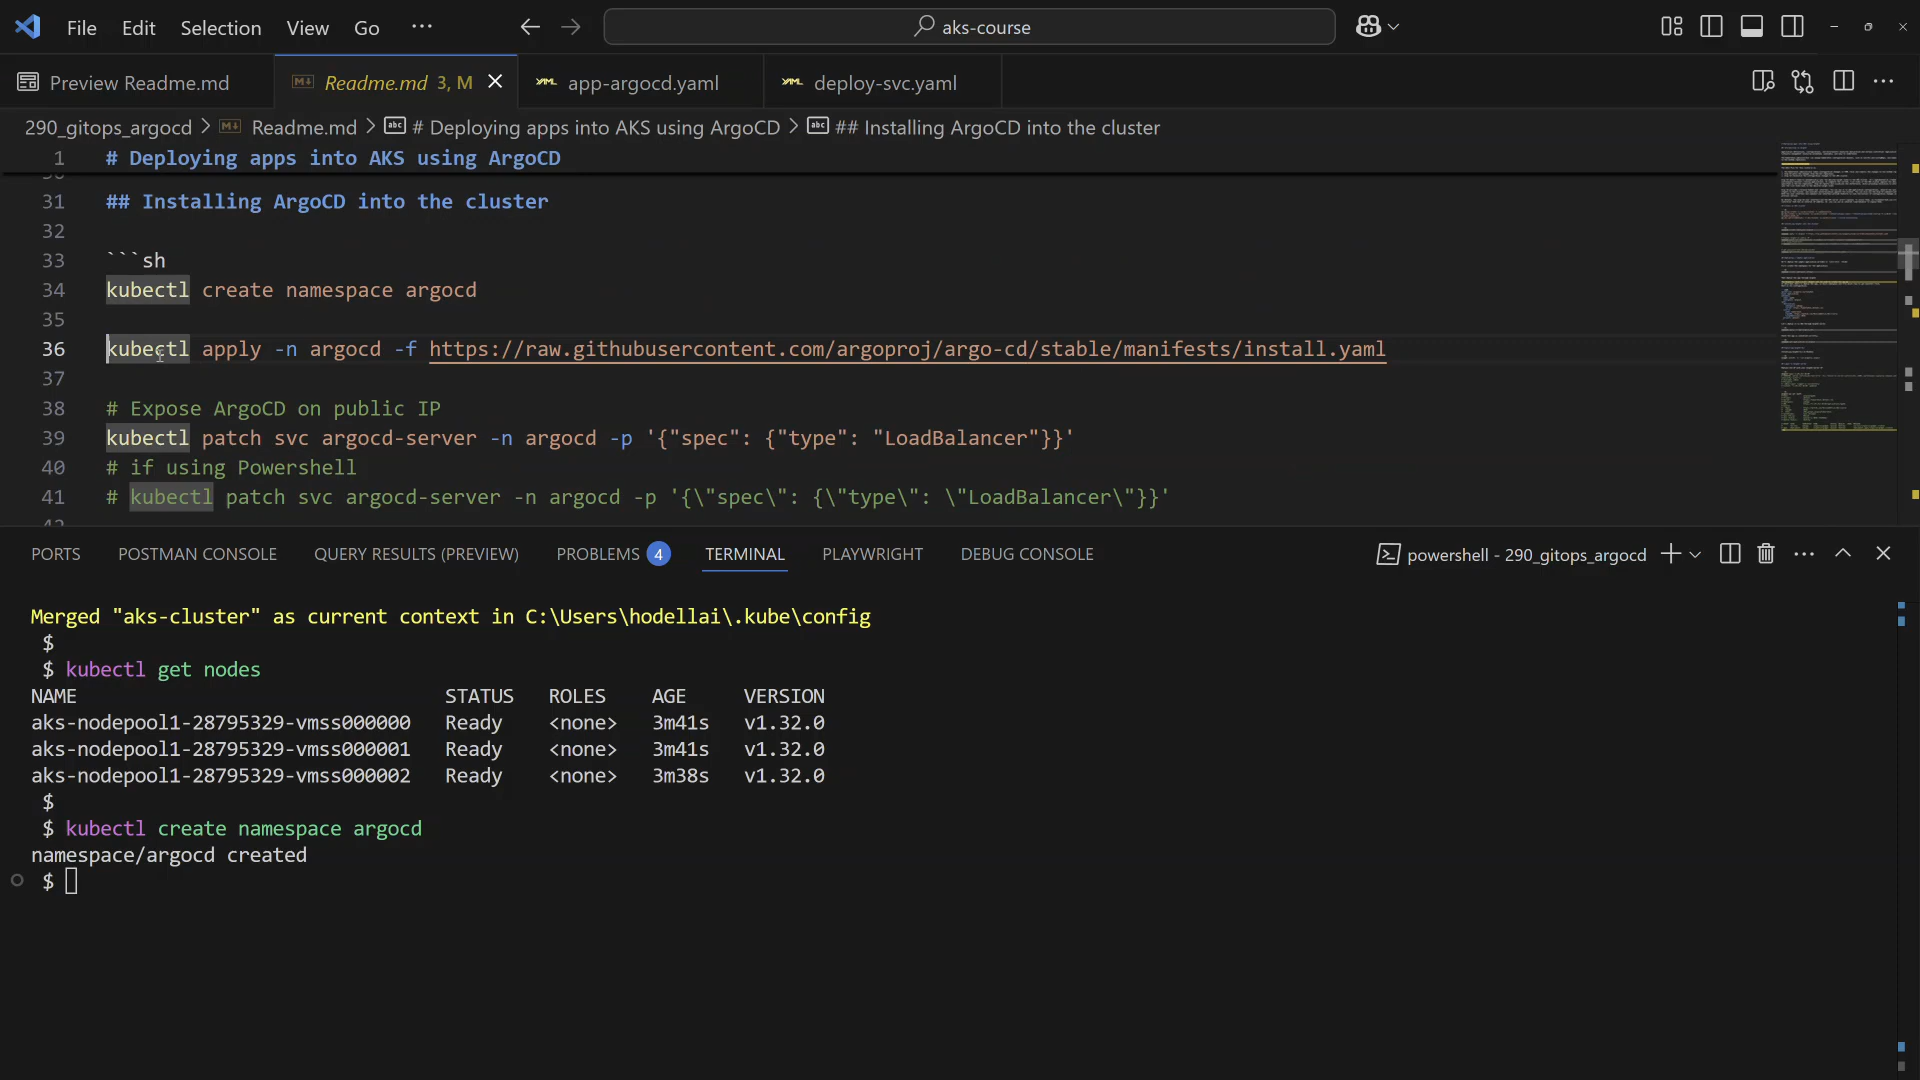 File Edit Selection View Go ··· aks-course
Preview Readme.md Readme.md 3, M app-argocd.yaml deploy-svc.yaml
290_gitops_argocd > Readme.md > # Deploying apps into AKS using ArgoCD > ## Installing ArgoCD into the cluster
1 # Deploying apps into AKS using ArgoCD
31 ## Installing ArgoCD into the cluster
32
33 ```sh
34 kubectl create namespace argocd
35
36 kubectl apply -n argocd -f https://raw.githubusercontent.com/argoproj/argo-cd/stable/manifests/install.yaml
37
38 # Expose ArgoCD on public IP
39 kubectl patch svc argocd-server -n argocd -p '{"spec": {"type": "LoadBalancer"}}'
40 # if using Powershell
41 # kubectl patch svc argocd-server -n argocd -p '{\"spec\": {\"type\": \"LoadBalancer\"}}'
PORTS POSTMAN CONSOLE QUERY RESULTS (PREVIEW) PROBLEMS 4 TERMINAL PLAYWRIGHT DEBUG CONSOLE powershell - 290_gitops_argocd
Merged "aks-cluster" as current context in C:\Users\hodellai\.kube\config
$
$ kubectl get nodes
NAME STATUS ROLES AGE VERSION
aks-nodepool1-28795329-vmss000000 Ready <none> 3m41s v1.32.0
aks-nodepool1-28795329-vmss000001 Ready <none> 3m41s v1.32.0
aks-nodepool1-28795329-vmss000002 Ready <none> 3m38s v1.32.0
$
$ kubectl create namespace argocd
namespace/argocd created
$